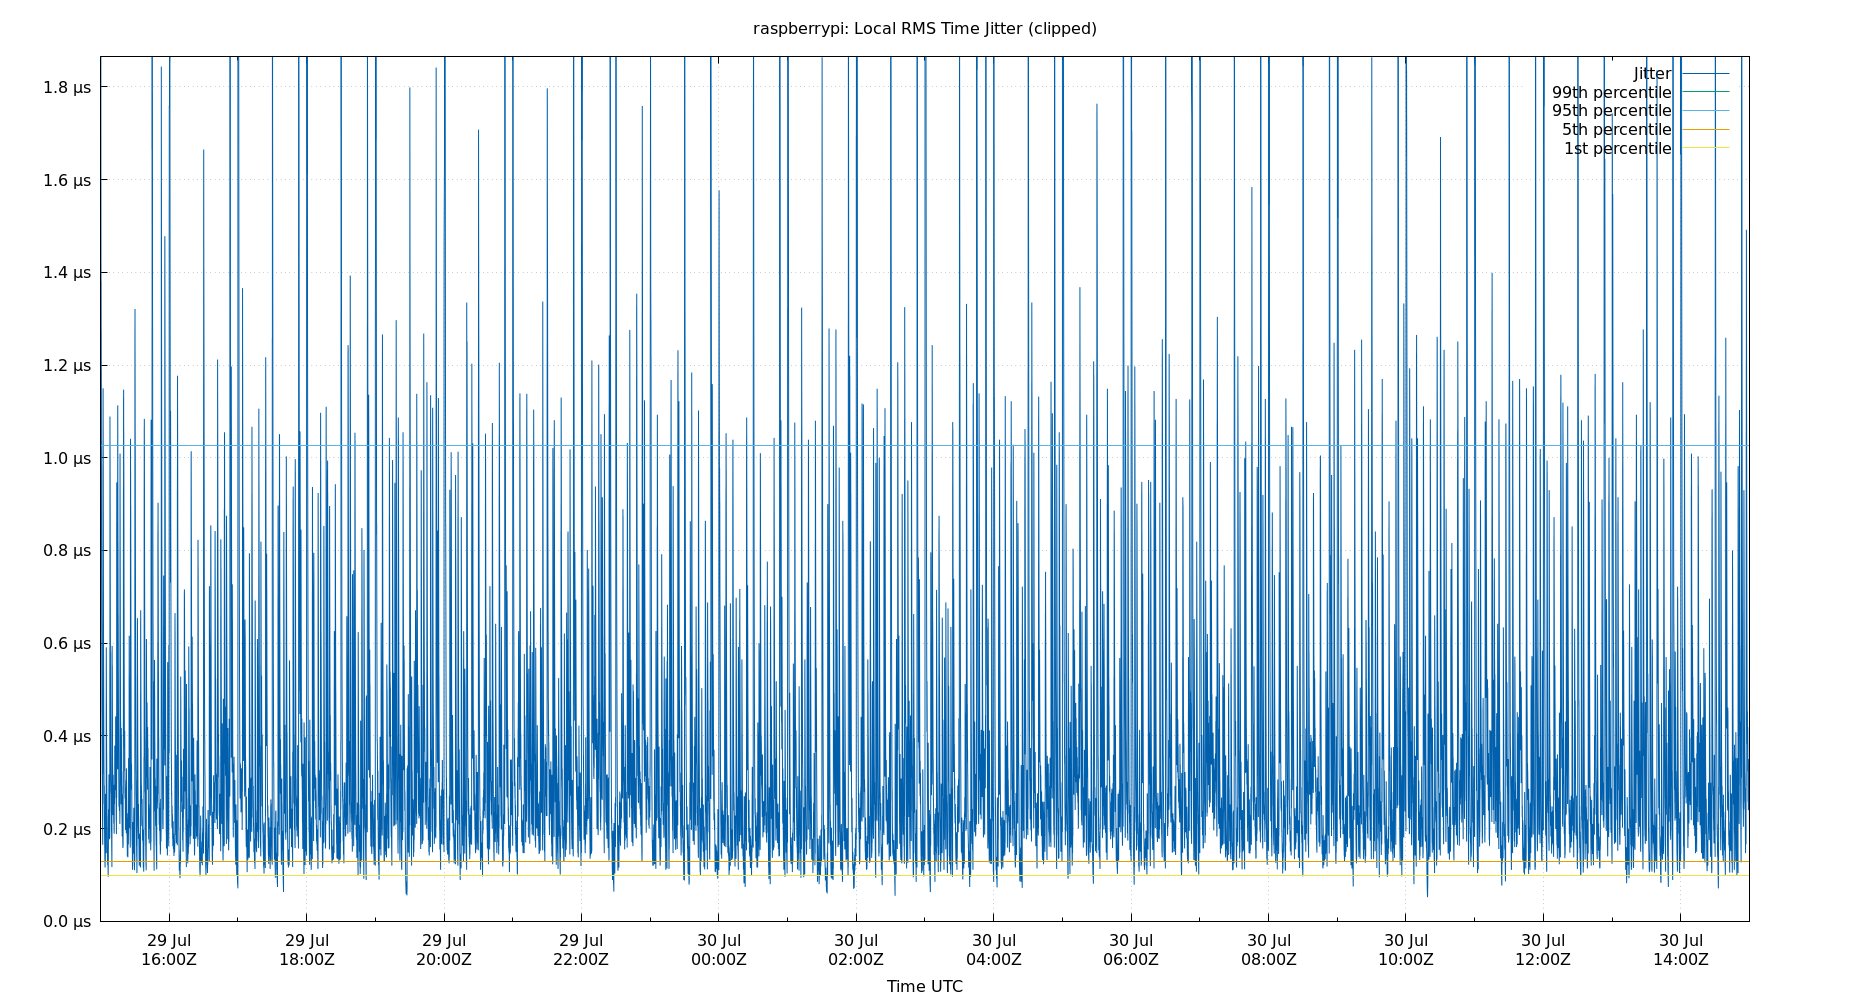 raspberrypi: Local RMS Time Jitter (clipped)
Jitter
99th percentile
95th percentile
5th percentile
1st percentile
1.8 µs
1.6 µs
1.4 µs
1.2 µs
1.0 µs
0.8 µs
0.6 µs
0.4 µs
0.2 µs
0.0 µs
29 Jul 29 Jul 29 Jul 29 Jul 30 Jul 30 Jul 30 Jul 30 Jul 30 Jul 30 Jul 30 Jul 30 Jul
16:00Z 18:00Z 20:00Z 22:00Z 00:00Z 02:00Z 04:00Z 06:00Z 08:00Z 10:00Z 12:00Z 14:00Z
Time UTC